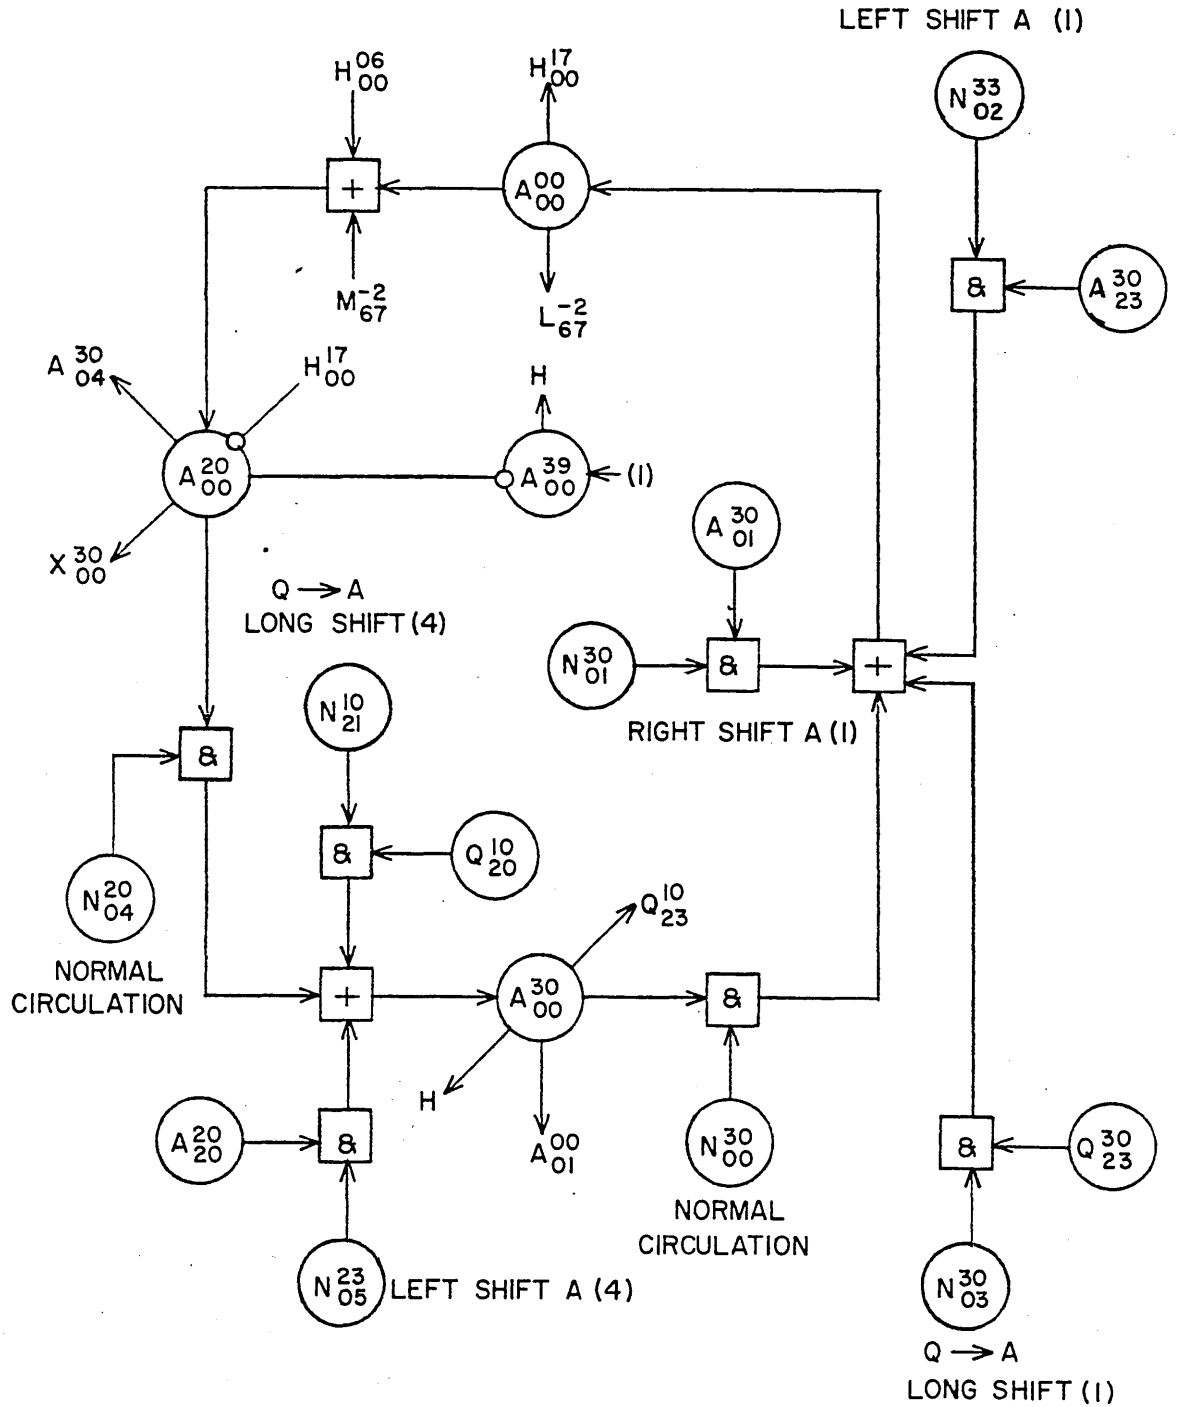 LEFT SHIFT A (1)
H 06 00
H 17 00
N 33 02
+
A 00 00
&
A 30 23
M -2 67
L -2 67
A 30 04
H 17 00
H
A 20 00
A 39 00
(1)
A 30 01
X 30 00
Q → A
LONG SHIFT (4)
N 30 01
&
+
N 10 21
RIGHT SHIFT A (1)
&
&
Q 10 20
N 20 04
Q 10 23
NORMAL
CIRCULATION
+
A 30 00
&
H
A 20 20
&
A 00 01
N 30 00
&
Q 30 23
NORMAL
CIRCULATION
N 23 05
LEFT SHIFT A (4)
N 30 03
Q → A
LONG SHIFT (1)